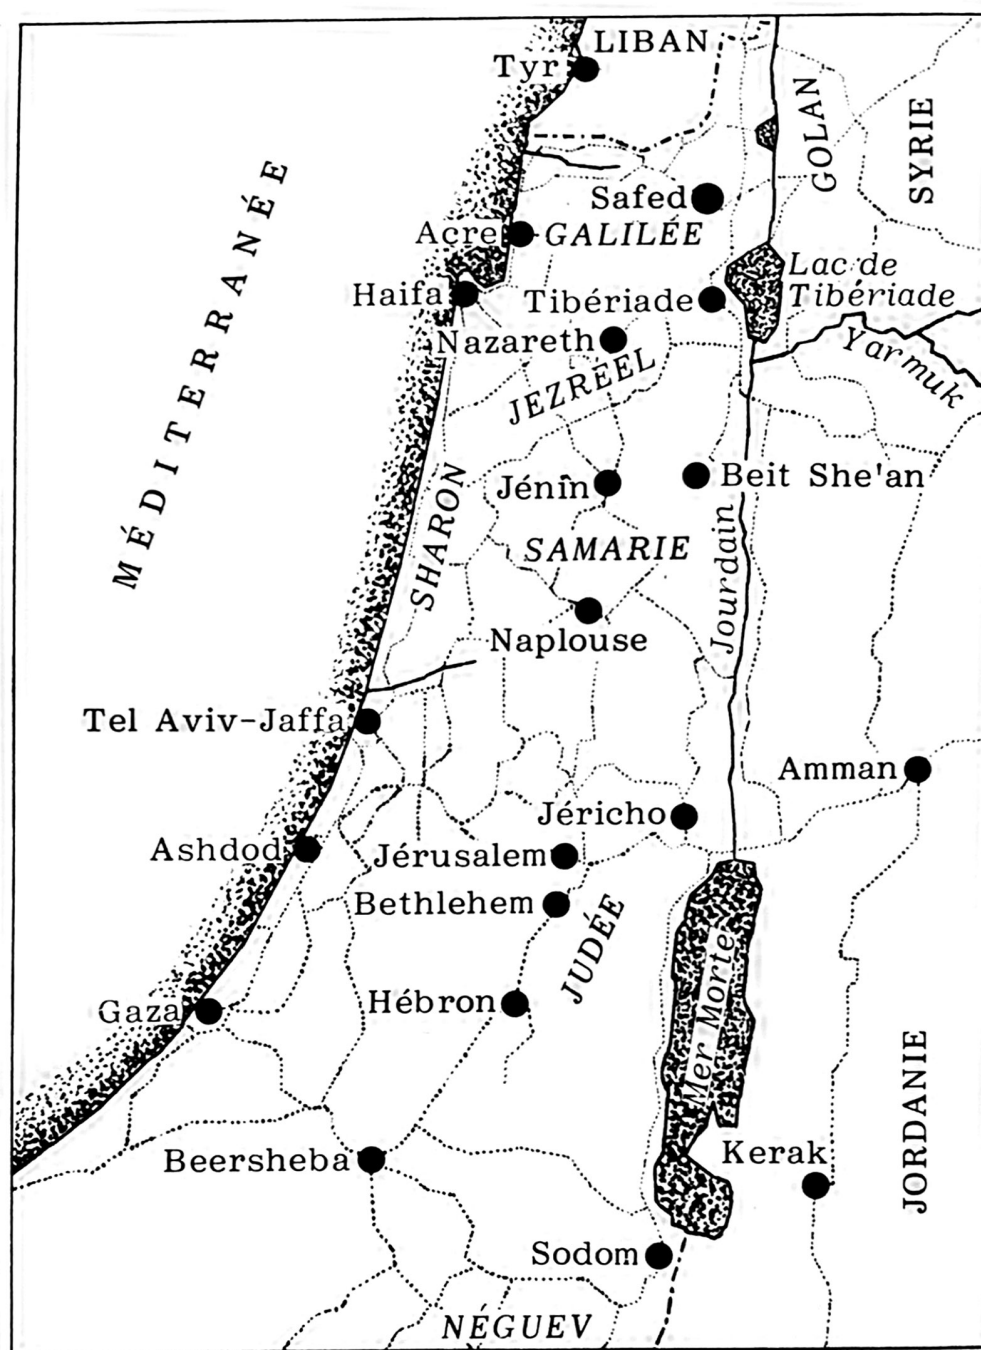 LIBAN
Tyr
GOLAN
SYRIE
MÉDITERRANÉE
Safed
Acre
GALILÉE
Lac de
Tibériade
Haifa
Tibériade
Nazareth
Yarmuk
JEZREEL
Jénin
Beit She'an
SHARON
SAMARIE
Jourdain
Naplouse
Tel Aviv-Jaffa
Amman
Jéricho
Ashdod
Jérusalem
Bethlehem
JUDÉE
Mer Morte
Hébron
Gaza
JORDANIE
Beersheba
Kerak
Sodom
NÉGUEV